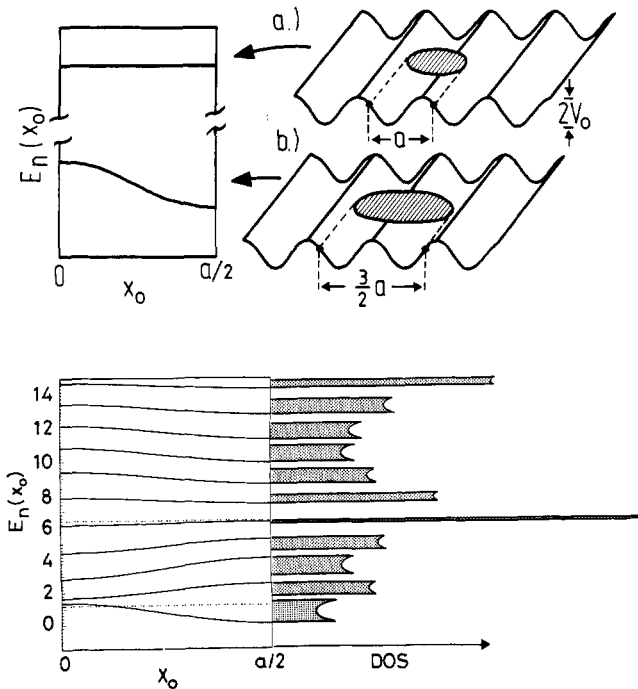 a.)
b.)
E_n(x_0)
0
a/2
x_0
a
2V_0
3/2 a
E_n(x_0)
14
12
10
8
6
4
2
0
0
a/2
DOS
x_0